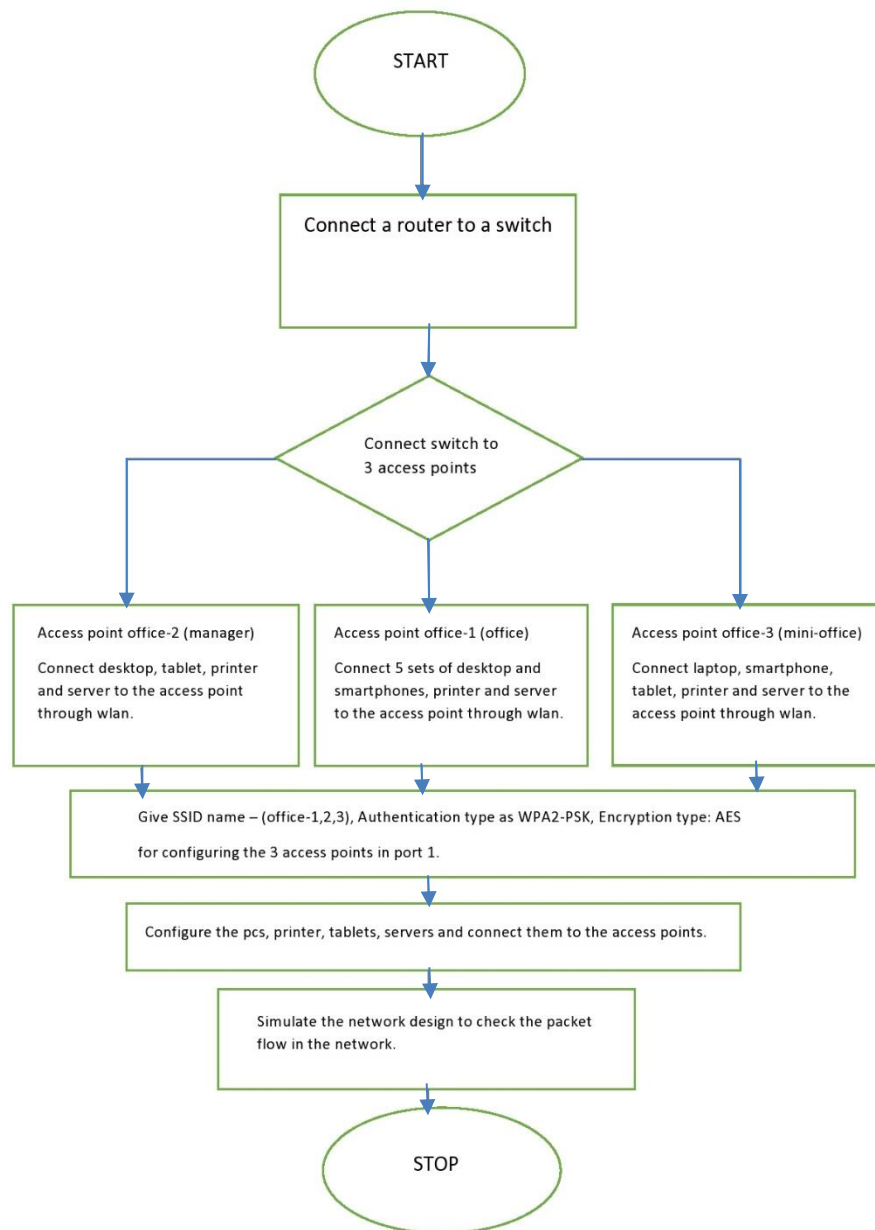 START
Connect a router to a switch
Connect switch to
3 access points
Access point office-2 (manager)
Connect desktop, tablet, printer
and server to the access point
through wlan.
Access point office-1 (office)
Connect 5 sets of desktop and
smartphones, printer and server
to the access point through wlan.
Access point office-3 (mini-office)
Connect laptop, smartphone,
tablet, printer and server to the
access point through wlan.
Give SSID name – (office-1,2,3), Authentication type as WPA2-PSK, Encryption type: AES
for configuring the 3 access points in port 1.
Configure the pcs, printer, tablets, servers and connect them to the access points.
Simulate the network design to check the packet
flow in the network.
STOP